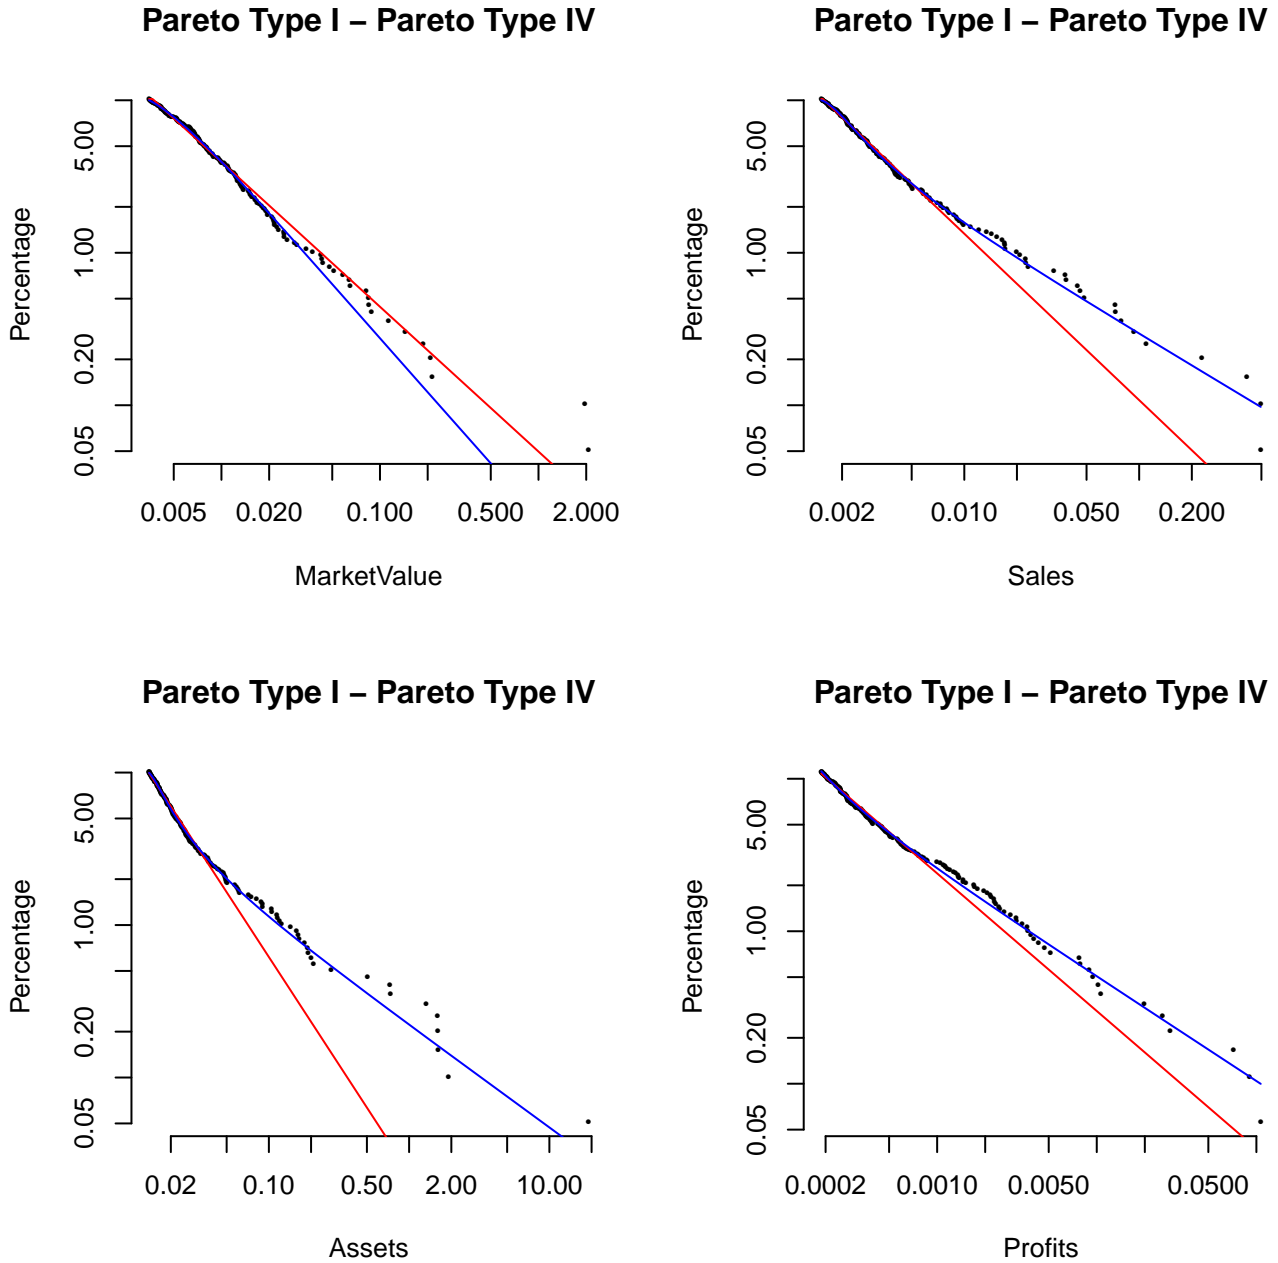 Pareto Type I − Pareto Type IV
Percentage
5.00
1.00
0.20
0.05
0.005 0.020 0.100 0.500 2.000
MarketValue
Pareto Type I − Pareto Type IV
Percentage
5.00
1.00
0.20
0.05
0.002 0.010 0.050 0.200
Sales
Pareto Type I − Pareto Type IV
Percentage
5.00
1.00
0.20
0.05
0.02 0.10 0.50 2.00 10.00
Assets
Pareto Type I − Pareto Type IV
Percentage
5.00
1.00
0.20
0.05
0.0002 0.0010 0.0050 0.0500
Profits